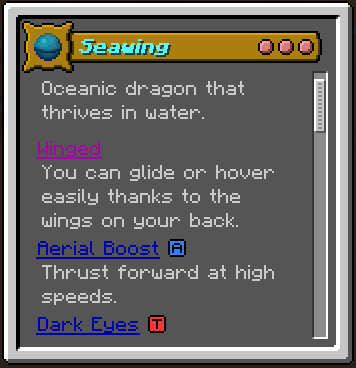 Seawing
Oceanic dragon that
thrives in water.
Winged
You can glide or hover
easily thanks to the
wings on your back.
Aerial Boost A
Thrust forward at high
speeds.
Dark Eyes T